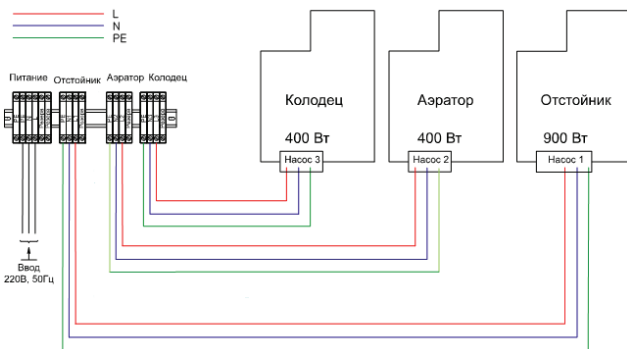 L
N
PE
Питание
Отстойник
Аэратор
Колодец
Колодец
Аэратор
Отстойник
400 Вт
400 Вт
900 Вт
Насос 3
Насос 2
Насос 1
Ввод
220В, 50Гц